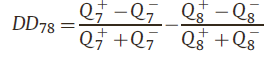 DD₇₈ = (Q₇⁺ − Q₇⁻)/(Q₇⁺ + Q₇⁻) − (Q₈⁺ − Q₈⁻)/(Q₈⁺ + Q₈⁻)